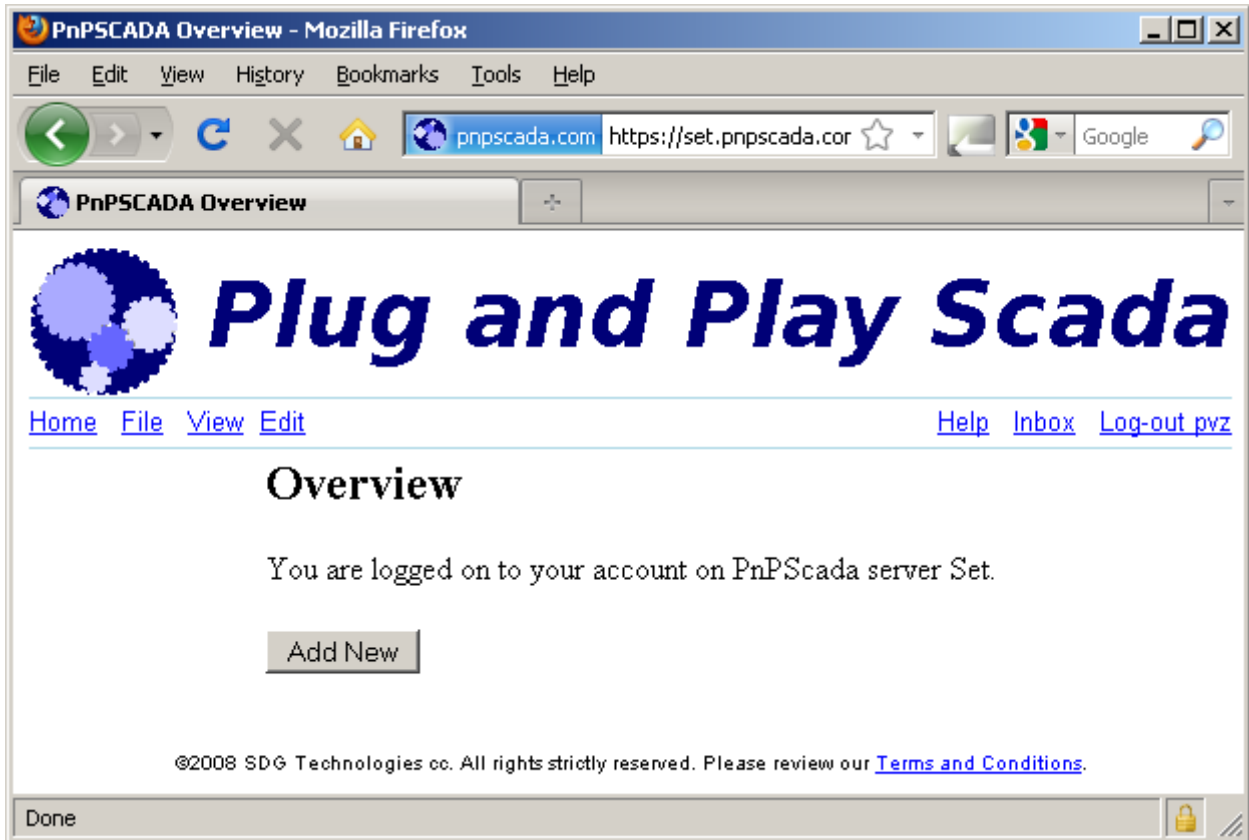 PnPSCADA Overview - Mozilla Firefox
File Edit View History Bookmarks Tools Help
pnpscada.com https://set.pnpscada.cor Google
PnPSCADA Overview
Plug and Play Scada
Home File View Edit Help Inbox Log-out pvz
Overview
You are logged on to your account on PnPScada server Set.
Add New
©2008 SDG Technologies cc. All rights strictly reserved. Please review our Terms and Conditions.
Done